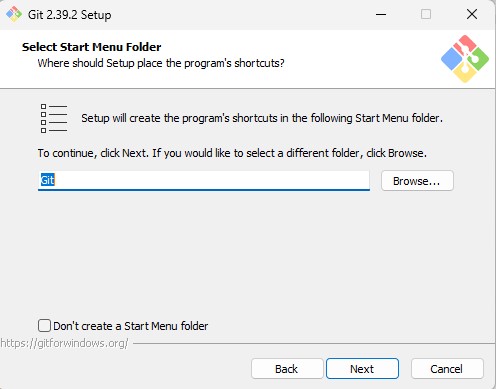 Git 2.39.2 Setup
Select Start Menu Folder
Where should Setup place the program's shortcuts?
Setup will create the program's shortcuts in the following Start Menu folder.
To continue, click Next. If you would like to select a different folder, click Browse.
Git
Browse...
Don't create a Start Menu folder
https://gitforwindows.org/
Back
Next
Cancel